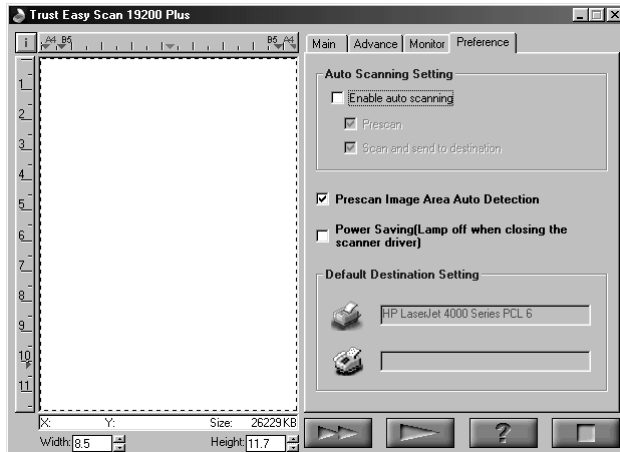 Trust Easy Scan 19200 Plus
i A4 B5 B5 A4
Main Advance Monitor Preference
Auto Scanning Setting
Enable auto scanning
Prescan
Scan and send to destination
Prescan Image Area Auto Detection
Power Saving(Lamp off when closing the
scanner driver)
Default Destination Setting
HP LaserJet 4000 Series PCL 6
1
2
3
4
5
6
7
8
9
10
11
X: Y: Size: 26229KB
Width: 8.5 Height: 11.7
?